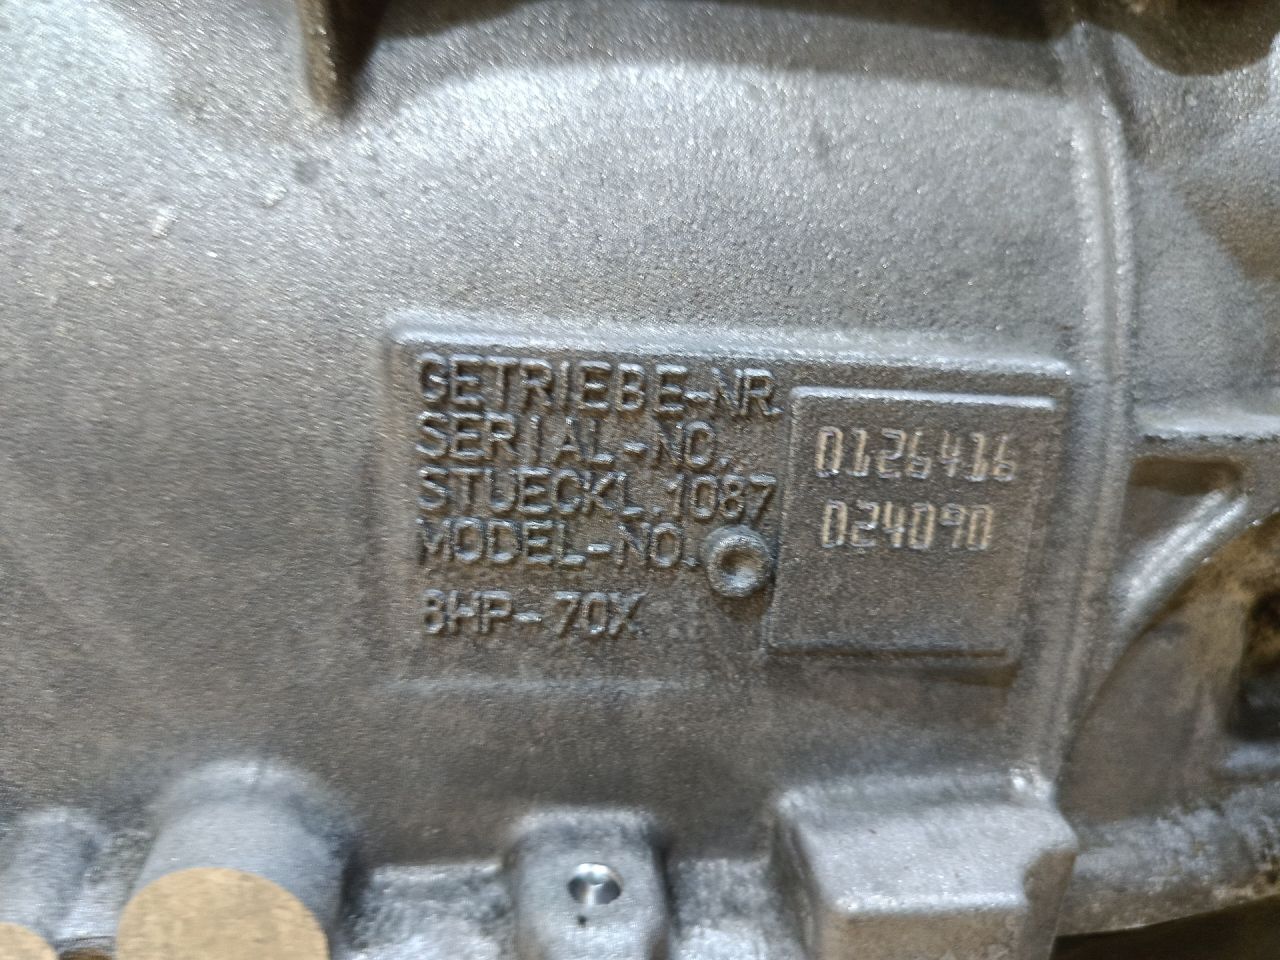 GETRIEBE-NR.
SERIAL-NO.
0126416
STUECKL.1087
024090
MODEL-NO.
8HP-70X